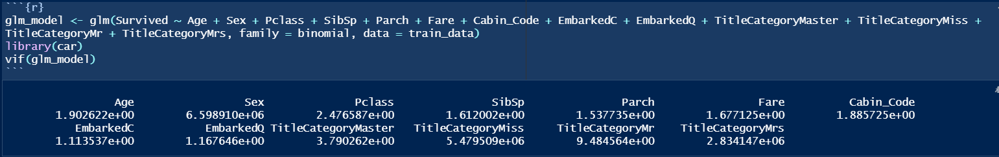 ```{r}
glm_model <- glm(Survived ~ Age + Sex + Pclass + SibSp + Parch + Fare + Cabin_Code + EmbarkedC + EmbarkedQ + TitleCategoryMaster + TitleCategoryMiss +
TitleCategoryMr + TitleCategoryMrs, family = binomial, data = train_data)
library(car)
vif(glm_model)
```
Age Sex Pclass SibSp Parch Fare Cabin_Code
1.902622e+00 6.598910e+06 2.476587e+00 1.612002e+00 1.537735e+00 1.677125e+00 1.885725e+00
EmbarkedC EmbarkedQ TitleCategoryMaster TitleCategoryMiss TitleCategoryMr TitleCategoryMrs
1.113537e+00 1.167646e+00 3.790262e+00 5.479509e+06 9.484564e+00 2.834147e+06